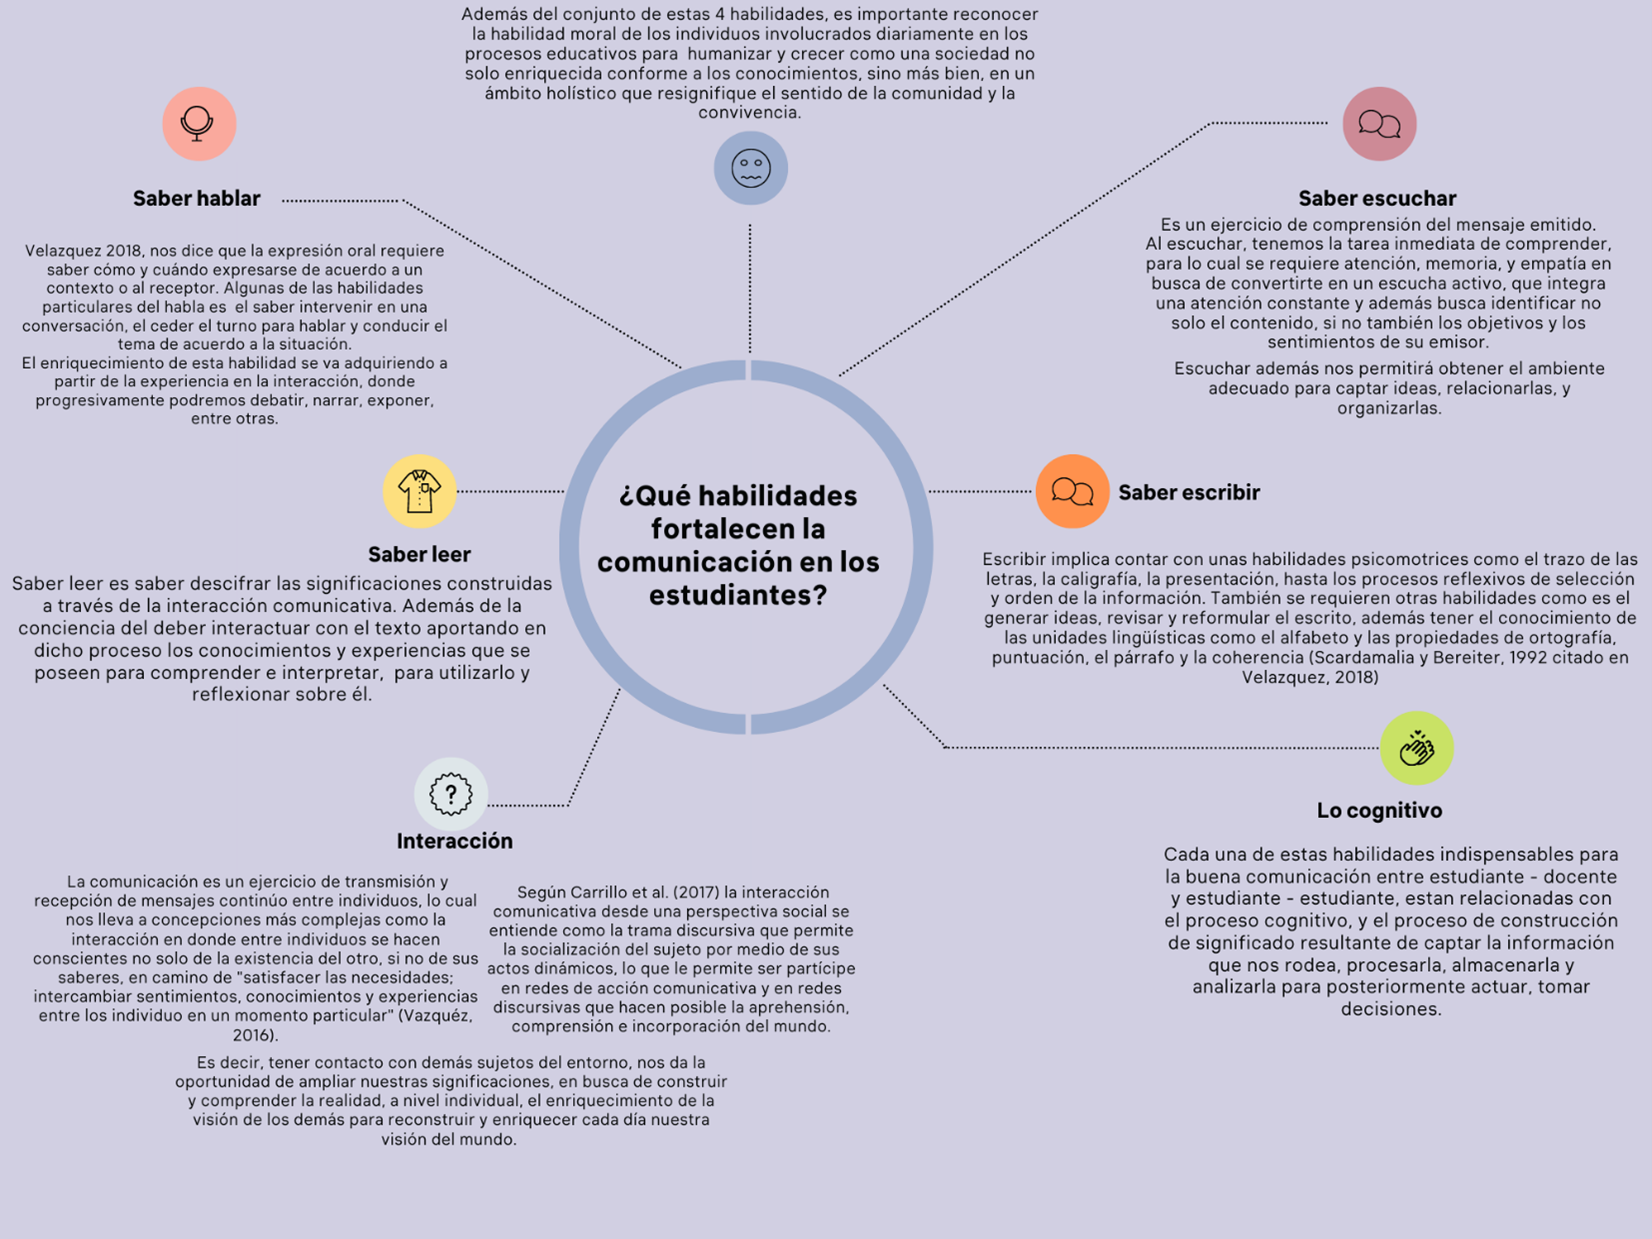 Además del conjunto de estas 4 habilidades, es importante reconocer
la habilidad moral de los individuos involucrados diariamente en los
procesos educativos para  humanizar y crecer como una sociedad no
solo enriquecida conforme a los conocimientos, sino más bien, en un
ámbito holístico que resignifique el sentido de la comunidad y la
convivencia.
Saber hablar
Velazquez 2018, nos dice que la expresión oral requiere
saber cómo y cuándo expresarse de acuerdo a un
contexto o al receptor. Algunas de las habilidades
particulares del habla es  el saber intervenir en una
conversación, el ceder el turno para hablar y conducir el
tema de acuerdo a la situación.
El enriquecimiento de esta habilidad se va adquiriendo a
partir de la experiencia en la interacción, donde
progresivamente podremos debatir, narrar, exponer,
entre otras.
Saber escuchar
Es un ejercicio de comprensión del mensaje emitido.
Al escuchar, tenemos la tarea inmediata de comprender,
para lo cual se requiere atención, memoria, y empatía en
busca de convertirte en un escucha activo, que integra
una atención constante y además busca identificar no
solo el contenido, si no también los objetivos y los
sentimientos de su emisor.
Escuchar además nos permitirá obtener el ambiente
adecuado para captar ideas, relacionarlas, y
organizarlas.
¿Qué habilidades
fortalecen la
comunicación en los
estudiantes?
Saber leer
Saber leer es saber descifrar las significaciones construidas
a través de la interacción comunicativa. Además de la
conciencia del deber interactuar con el texto aportando en
dicho proceso los conocimientos y experiencias que se
poseen para comprender e interpretar,  para utilizarlo y
reflexionar sobre él.
Saber escribir
Escribir implica contar con unas habilidades psicomotrices como el trazo de las
letras, la caligrafía, la presentación, hasta los procesos reflexivos de selección
y orden de la información. También se requieren otras habilidades como es el
generar ideas, revisar y reformular el escrito, además tener el conocimiento de
las unidades lingüísticas como el alfabeto y las propiedades de ortografía,
puntuación, el párrafo y la coherencia (Scardamalia y Bereiter, 1992 citado en
Velazquez, 2018)
?
Interacción
La comunicación es un ejercicio de transmisión y
recepción de mensajes continúo entre individuos, lo cual
nos lleva a concepciones más complejas como la
interacción en donde entre individuos se hacen
conscientes no solo de la existencia del otro, si no de sus
saberes, en camino de "satisfacer las necesidades;
intercambiar sentimientos, conocimientos y experiencias
entre los individuo en un momento particular" (Vazquéz,
2016).
Según Carrillo et al. (2017) la interacción
comunicativa desde una perspectiva social se
entiende como la trama discursiva que permite
la socialización del sujeto por medio de sus
actos dinámicos, lo que le permite ser partícipe
en redes de acción comunicativa y en redes
discursivas que hacen posible la aprehensión,
comprensión e incorporación del mundo.
Es decir, tener contacto con demás sujetos del entorno, nos da la
oportunidad de ampliar nuestras significaciones, en busca de construir
y comprender la realidad, a nivel individual, el enriquecimiento de la
visión de los demás para reconstruir y enriquecer cada día nuestra
visión del mundo.
Lo cognitivo
Cada una de estas habilidades indispensables para
la buena comunicación entre estudiante - docente
y estudiante - estudiante, estan relacionadas con
el proceso cognitivo, y el proceso de construcción
de significado resultante de captar la información
que nos rodea, procesarla, almacenarla y
analizarla para posteriormente actuar, tomar
decisiones.